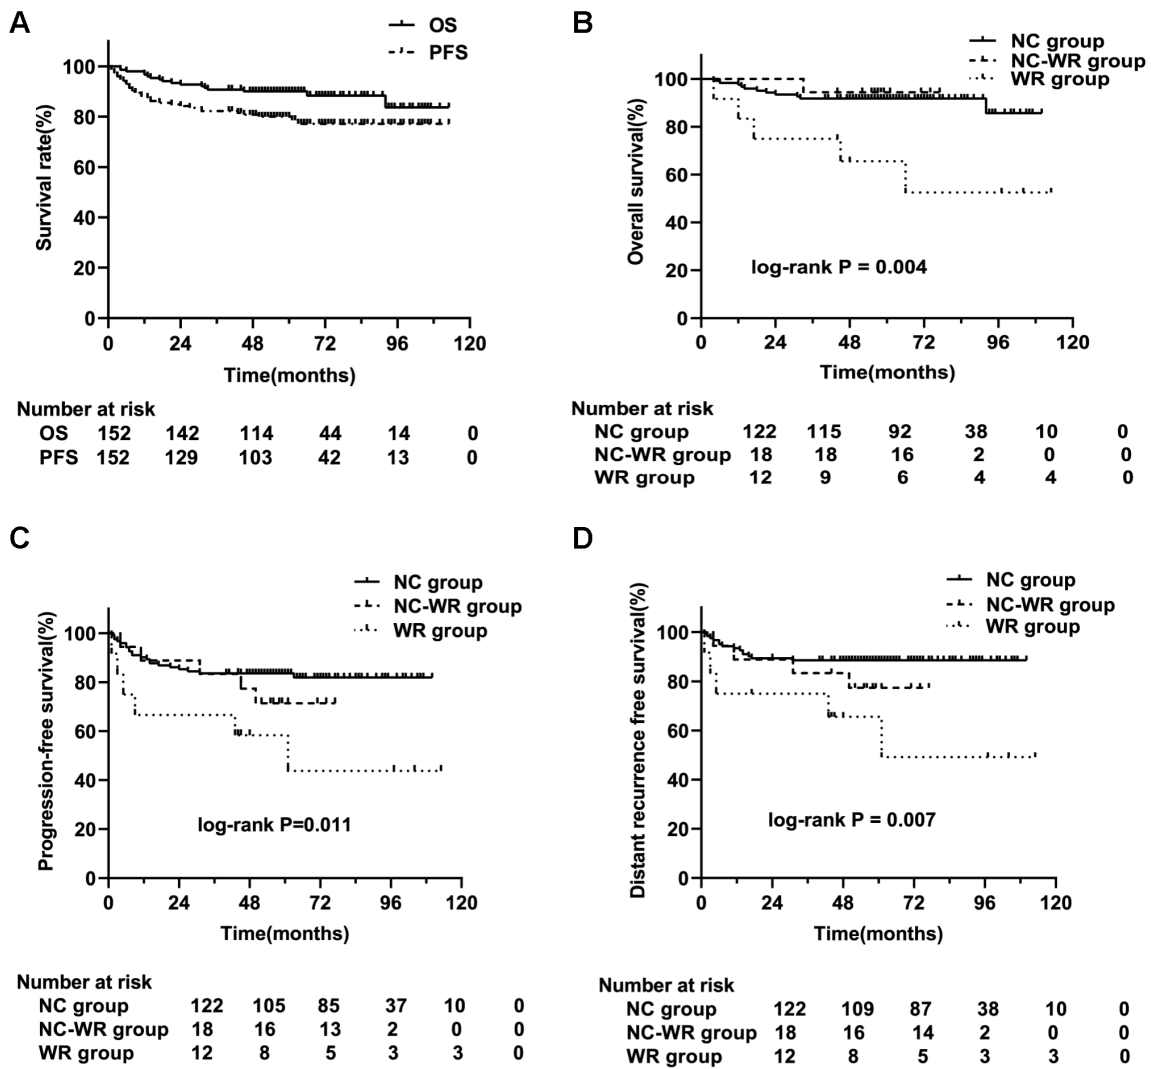 A
OS
PFS
100
80
60
40
20
0
Survival rate(%)
0 24 48 72 96 120
Time(months)
Number at risk
OS 152 142 114 44 14 0
PFS 152 129 103 42 13 0
B
NC group
NC-WR group
WR group
100
80
60
40
20
0
Overall survival(%)
log-rank P = 0.004
0 24 48 72 96 120
Time(months)
Number at risk
NC group 122 115 92 38 10 0
NC-WR group 18 18 16 2 0 0
WR group 12 9 6 4 4 0
C
NC group
NC-WR group
WR group
100
80
60
40
20
0
Progression-free survival(%)
log-rank P=0.011
0 24 48 72 96 120
Time(months)
Number at risk
NC group 122 105 85 37 10 0
NC-WR group 18 16 13 2 0 0
WR group 12 8 5 3 3 0
D
NC group
NC-WR group
WR group
100
80
60
40
20
0
Distant recurrence free survival(%)
log-rank P = 0.007
0 24 48 72 96 120
Time(months)
Number at risk
NC group 122 109 87 38 10 0
NC-WR group 18 16 14 2 0 0
WR group 12 8 5 3 3 0